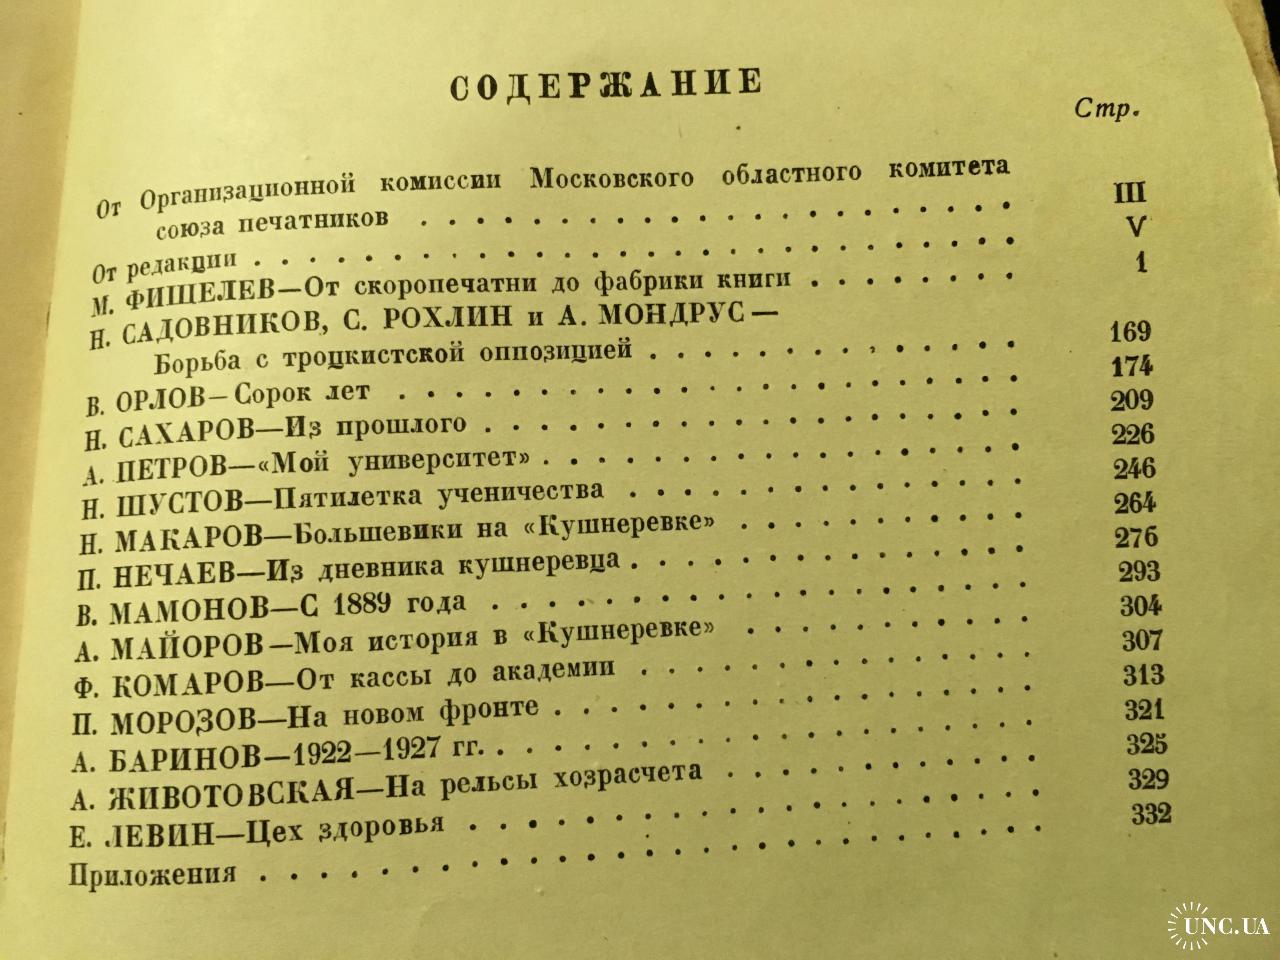 СОДЕРЖАНИЕ
Стр.
От Организационной комиссии Московского областного комитета
союза печатников . . . . . . . . . . . . . . . . . . . . III
От редакции . . . . . . . . . . . . . . . . . . . . . . . . V
М. ФИШЕЛЕВ—От скоропечатни до фабрики книги . . . . . . . 1
Н. САДОВНИКОВ, С. РОХЛИН и А. МОНДРУС—
Борьба с троцкистской оппозицией . . . . . . . . . . . . 169
В. ОРЛОВ—Сорок лет . . . . . . . . . . . . . . . . . . . . 174
Н. САХАРОВ—Из прошлого . . . . . . . . . . . . . . . . . . 209
А. ПЕТРОВ—«Мой университет» . . . . . . . . . . . . . . . . 226
Н. ШУСТОВ—Пятилетка ученичества . . . . . . . . . . . . . 246
Н. МАКАРОВ—Большевики на «Кушнеревке» . . . . . . . . . . 264
П. НЕЧАЕВ—Из дневника кушнеревца . . . . . . . . . . . . . 276
В. МАМОНОВ—С 1889 года . . . . . . . . . . . . . . . . . . 293
А. МАЙОРОВ—Моя история в «Кушнеревке» . . . . . . . . . . 304
Ф. КОМАРОВ—От кассы до академии . . . . . . . . . . . . . 307
П. МОРОЗОВ—На новом фронте . . . . . . . . . . . . . . . . 313
А. БАРИНОВ—1922—1927 гг. . . . . . . . . . . . . . . . . . 321
А. ЖИВОТОВСКАЯ—На рельсы хозрасчета . . . . . . . . . . . 325
Е. ЛЕВИН—Цех здоровья . . . . . . . . . . . . . . . . . . . 329
Приложения . . . . . . . . . . . . . . . . . . . . . . . . 332
UNC.UA